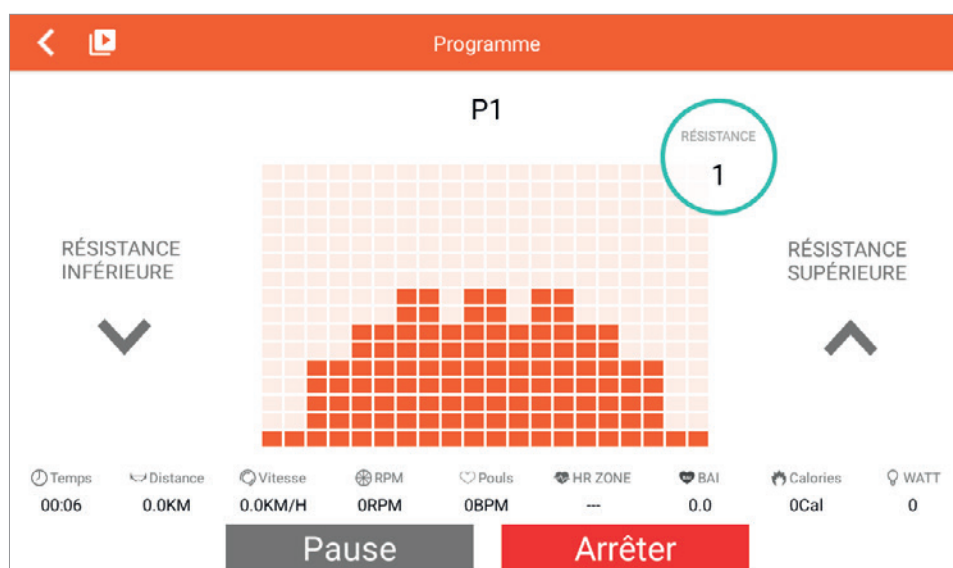 Programme
P1
RÉSISTANCE
1
RÉSISTANCE
INFÉRIEURE
RÉSISTANCE
SUPÉRIEURE
Temps Distance Vitesse RPM Pouls HR ZONE BAI Calories WATT
00:06 0.0KM 0.0KM/H 0RPM 0BPM --- 0.0 0Cal 0
Pause Arrêter